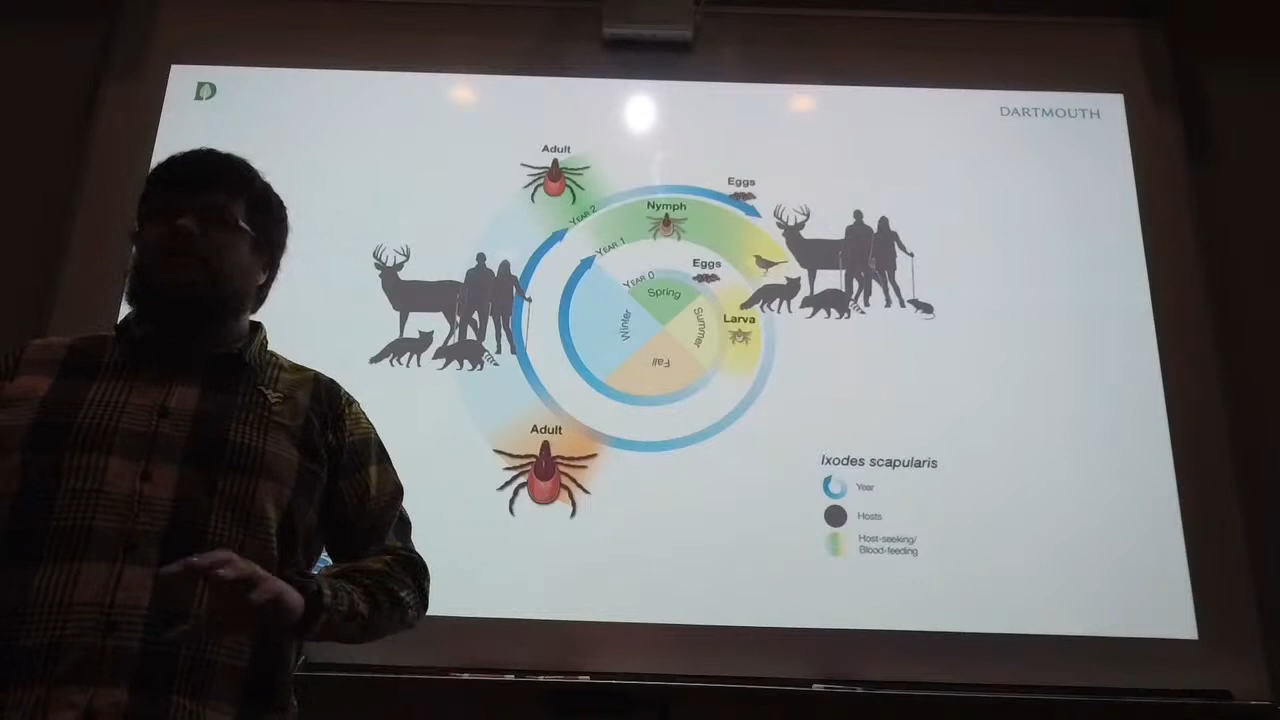 D
DARTMOUTH
Adult
Eggs
YEAR 2
Nymph
YEAR 1
Eggs
YEAR 0
Spring
Winter
Summer
Larva
Fall
Adult
Ixodes scapularis
Year
Hosts
Host-seeking/
Blood-feeding